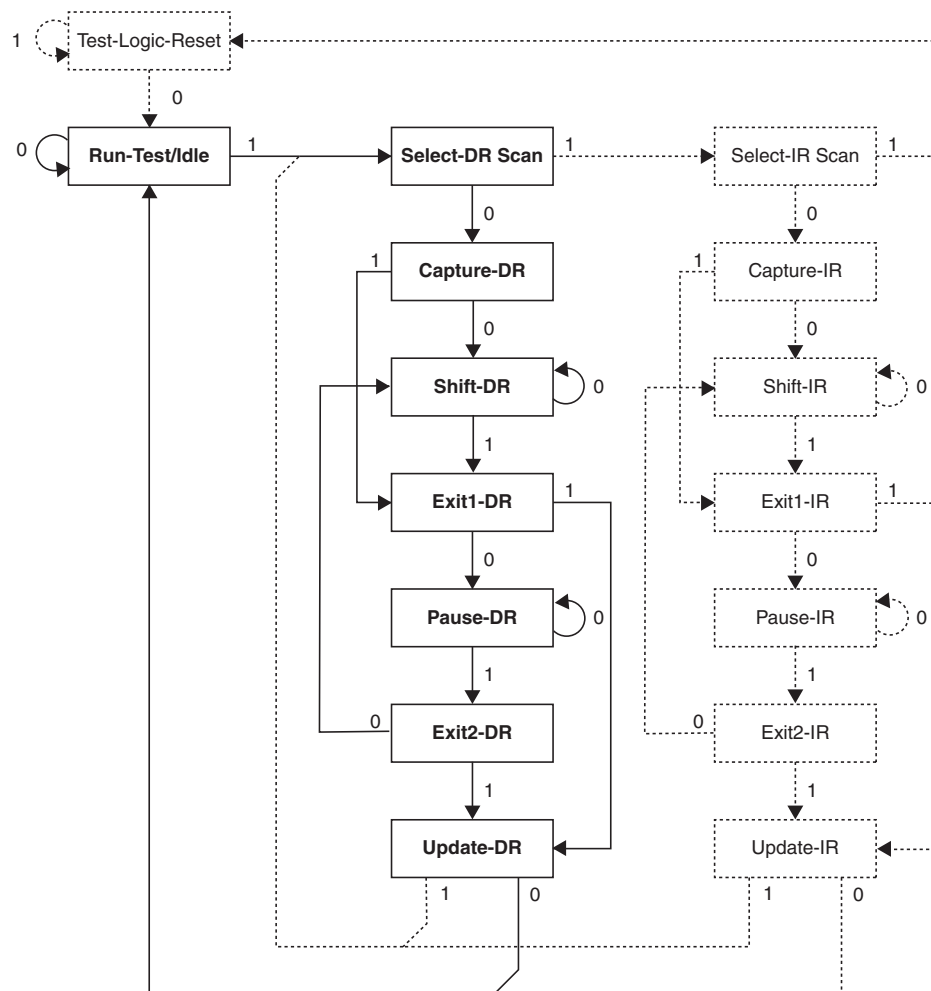 1 Test-Logic-Reset
0
0 Run-Test/Idle 1 Select-DR Scan 1 Select-IR Scan 1
0 0
1 Capture-DR 1 Capture-IR
0 0
Shift-DR 0 Shift-IR 0
1 1
Exit1-DR 1 Exit1-IR 1
0 0
Pause-DR 0 Pause-IR 0
1 1
0 Exit2-DR 0 Exit2-IR
1 1
Update-DR Update-IR
1 0 1 0